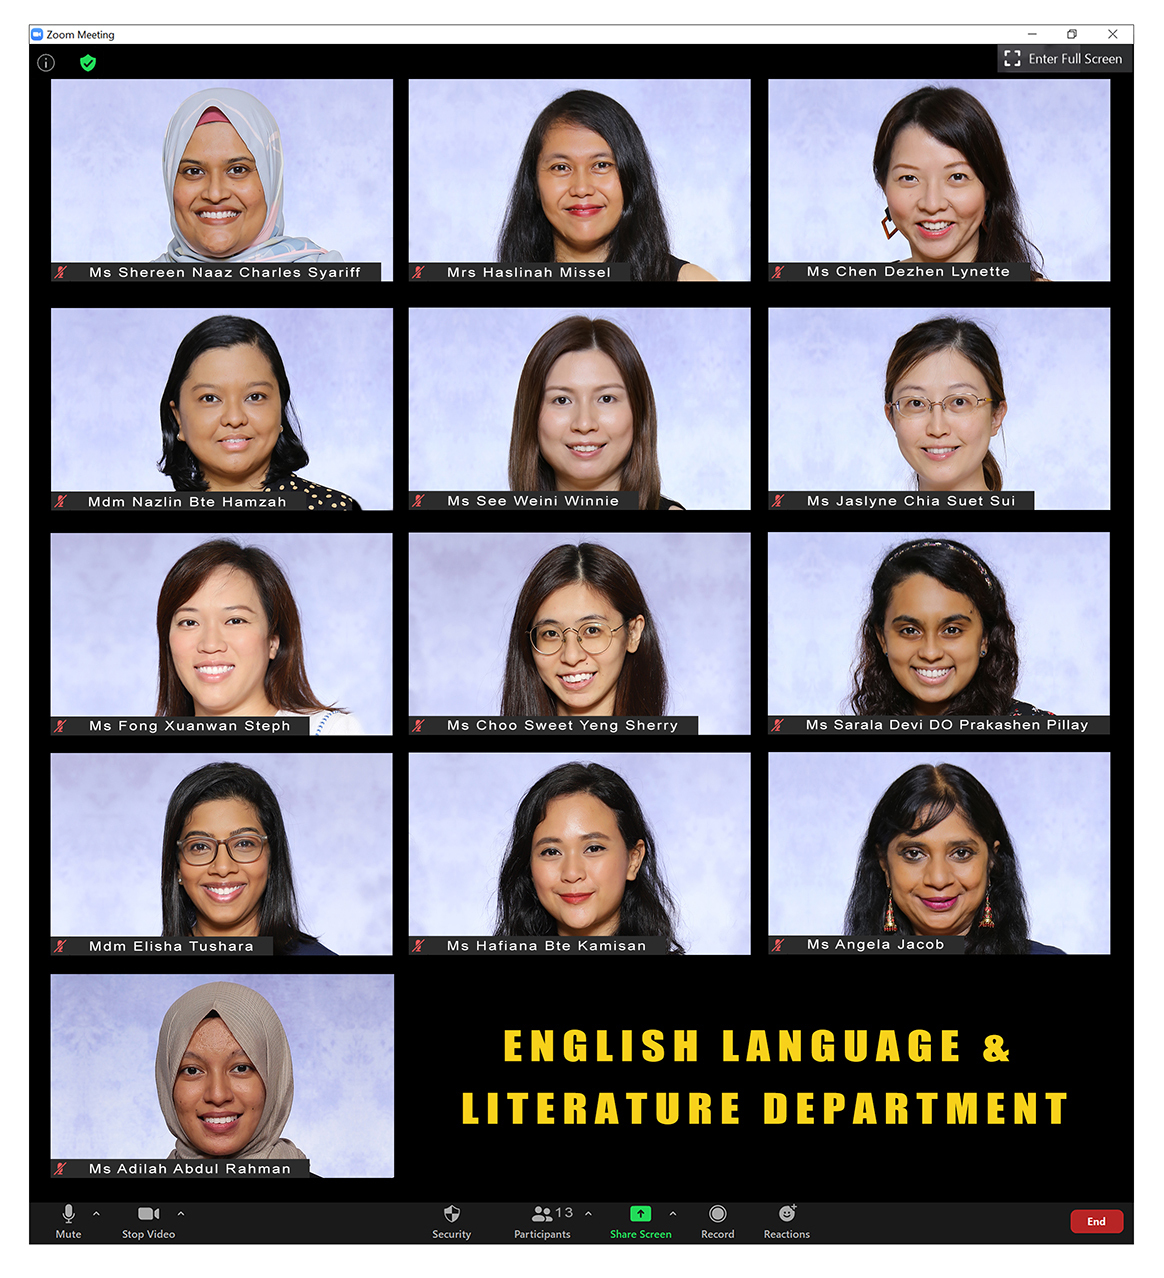 Zoom Meeting
Enter Full Screen
Ms Shereen Naaz Charles Syariff
Mrs Haslinah Missel
Ms Chen Dezhen Lynette
Mdm Nazlin Bte Hamzah
Ms See Weini Winnie
Ms Jaslyne Chia Suet Sui
Ms Fong Xuanwan Steph
Ms Choo Sweet Yeng Sherry
Ms Sarala Devi DO Prakashen Pillay
Mdm Elisha Tushara
Ms Hafiana Bte Kamisan
Ms Angela Jacob
Ms Adilah Abdul Rahman
ENGLISH LANGUAGE &
LITERATURE DEPARTMENT
13
Mute
Stop Video
Security
Participants
Share Screen
Record
Reactions
End